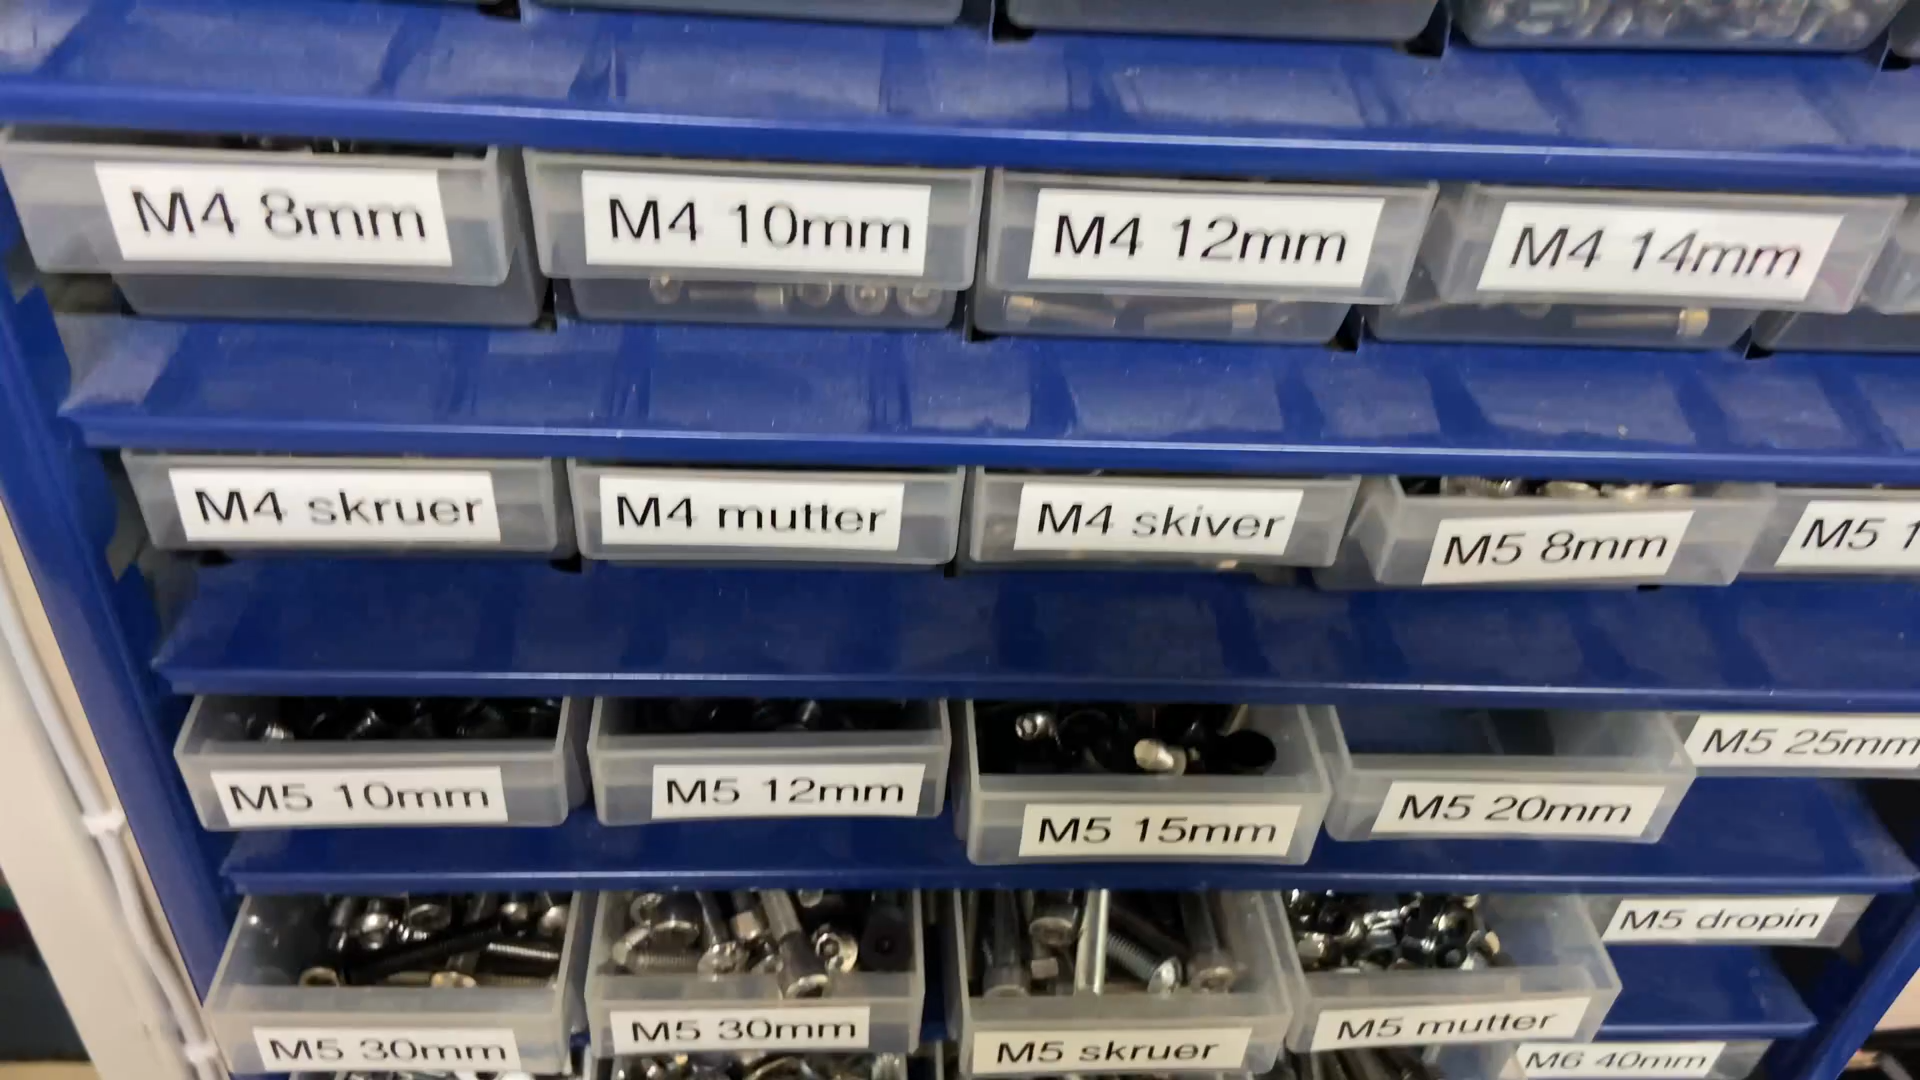 M4 8mm
M4 10mm
M4 12mm
M4 14mm
M4 skruer
M4 mutter
M4 skiver
M5 8mm
M5 1
M5 10mm
M5 12mm
M5 15mm
M5 20mm
M5 25mm
M5 30mm
M5 30mm
M5 skruer
M5 mutter
M5 dropin
M6 40mm